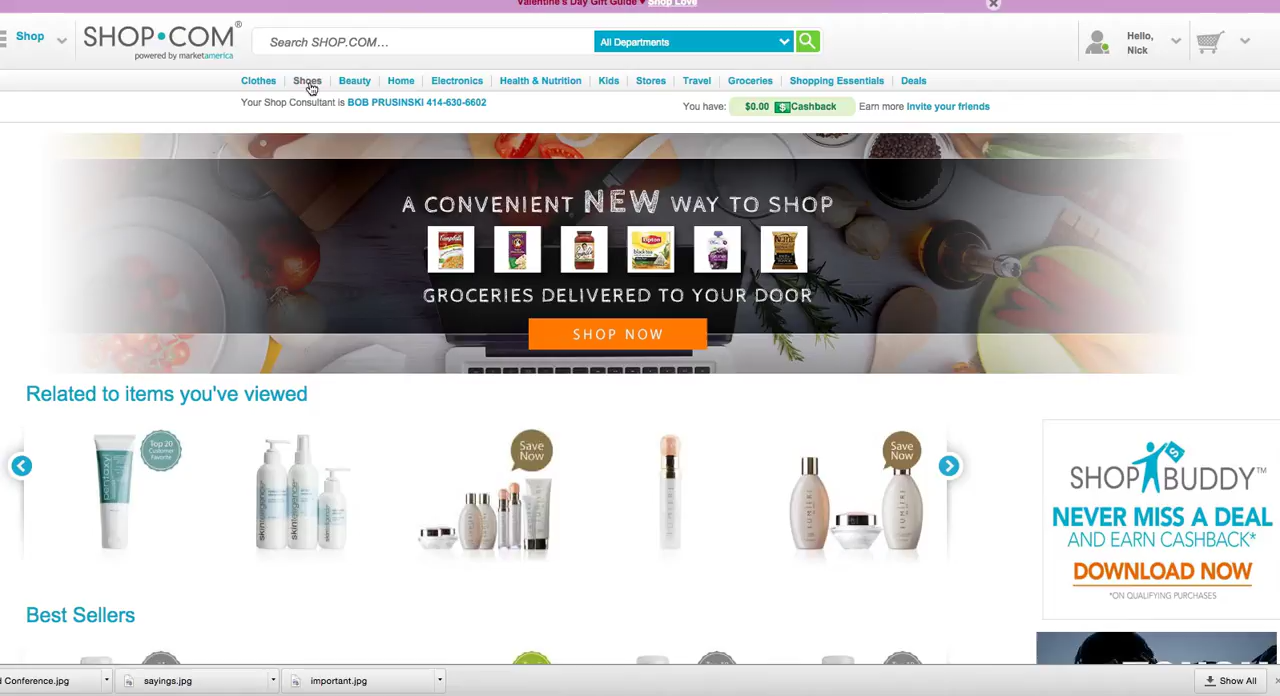 Valentine's Day Gift Guide ♥ Shop Love
Shop
SHOP•COM®
powered by marketamerica
Search SHOP.COM…
All Departments
Hello,
Nick
Clothes
Shoes
Beauty
Home
Electronics
Health & Nutrition
Kids
Stores
Travel
Groceries
Shopping Essentials
Deals
Your Shop Consultant is BOB PRUSINSKI 414-630-6602
You have: $0.00 Cashback Earn more Invite your friends
A CONVENIENT NEW WAY TO SHOP
Campbell's
Lipton
GROCERIES DELIVERED TO YOUR DOOR
SHOP NOW
Related to items you've viewed
Top 20
Customer
Favorite
Save
Now
Save
Now
SHOP BUDDY™
NEVER MISS A DEAL
AND EARN CASHBACK*
DOWNLOAD NOW
*ON QUALIFYING PURCHASES
Best Sellers
d Conference.jpg
sayings.jpg
important.jpg
Show All